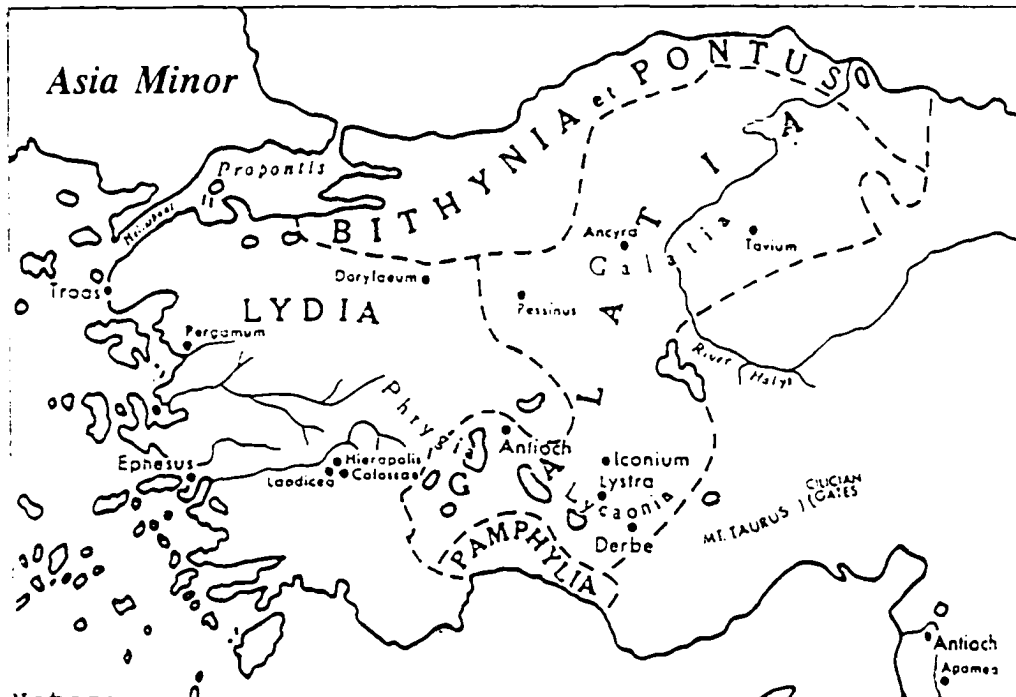 Asia Minor
BITHYNIA et PONTUS
Propontis
Hellespont
GALATIA
Ancyra
Galatia
Tavium
Dorylaeum
Pessinus
Troas
LYDIA
Pergamum
River Halys
Phrygia
Antioch
Ephesus
Hierapolis
Laodicea
Colossae
Iconium
Lystra
Lycaonia
Derbe
CILICIAN
GATES
MT. TAURUS
PAMPHYLIA
Antioch
Apamea